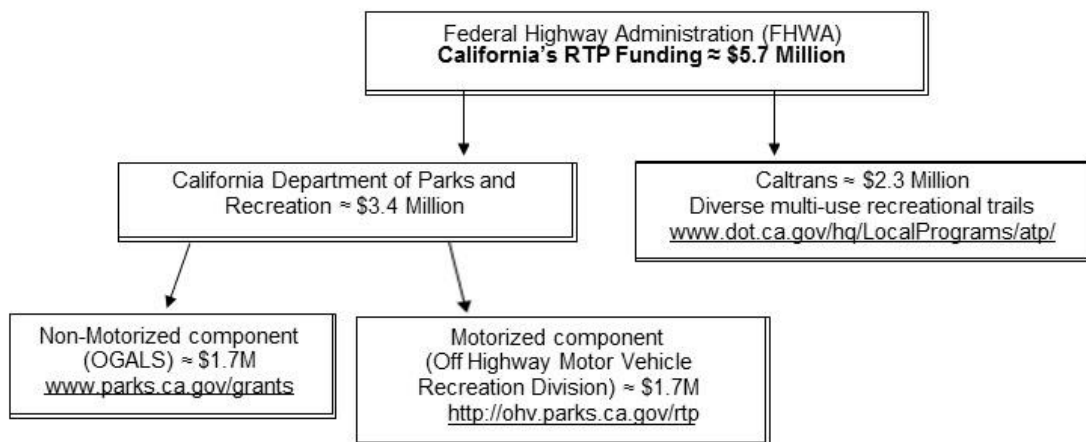 Federal Highway Administration (FHWA)
California’s RTP Funding ≈ $5.7 Million
California Department of Parks and
Recreation ≈ $3.4 Million
Caltrans ≈ $2.3 Million
Diverse multi-use recreational trails
www.dot.ca.gov/hq/LocalPrograms/atp/
Non-Motorized component
(OGALS) ≈ $1.7M
www.parks.ca.gov/grants
Motorized component
(Off Highway Motor Vehicle
Recreation Division) ≈ $1.7M
http://ohv.parks.ca.gov/rtp